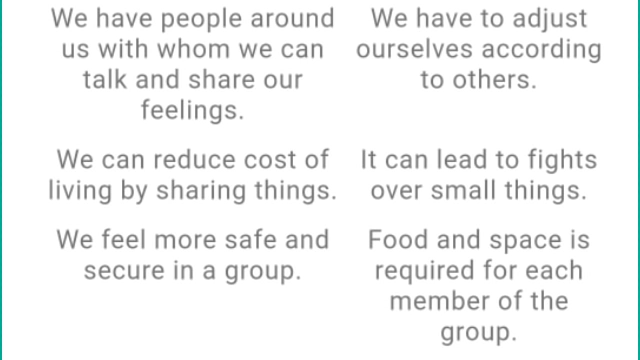 We have people around
us with whom we can
talk and share our
feelings.
We have to adjust
ourselves according
to others.
We can reduce cost of
living by sharing things.
It can lead to fights
over small things.
We feel more safe and
secure in a group.
Food and space is
required for each
member of the
group.